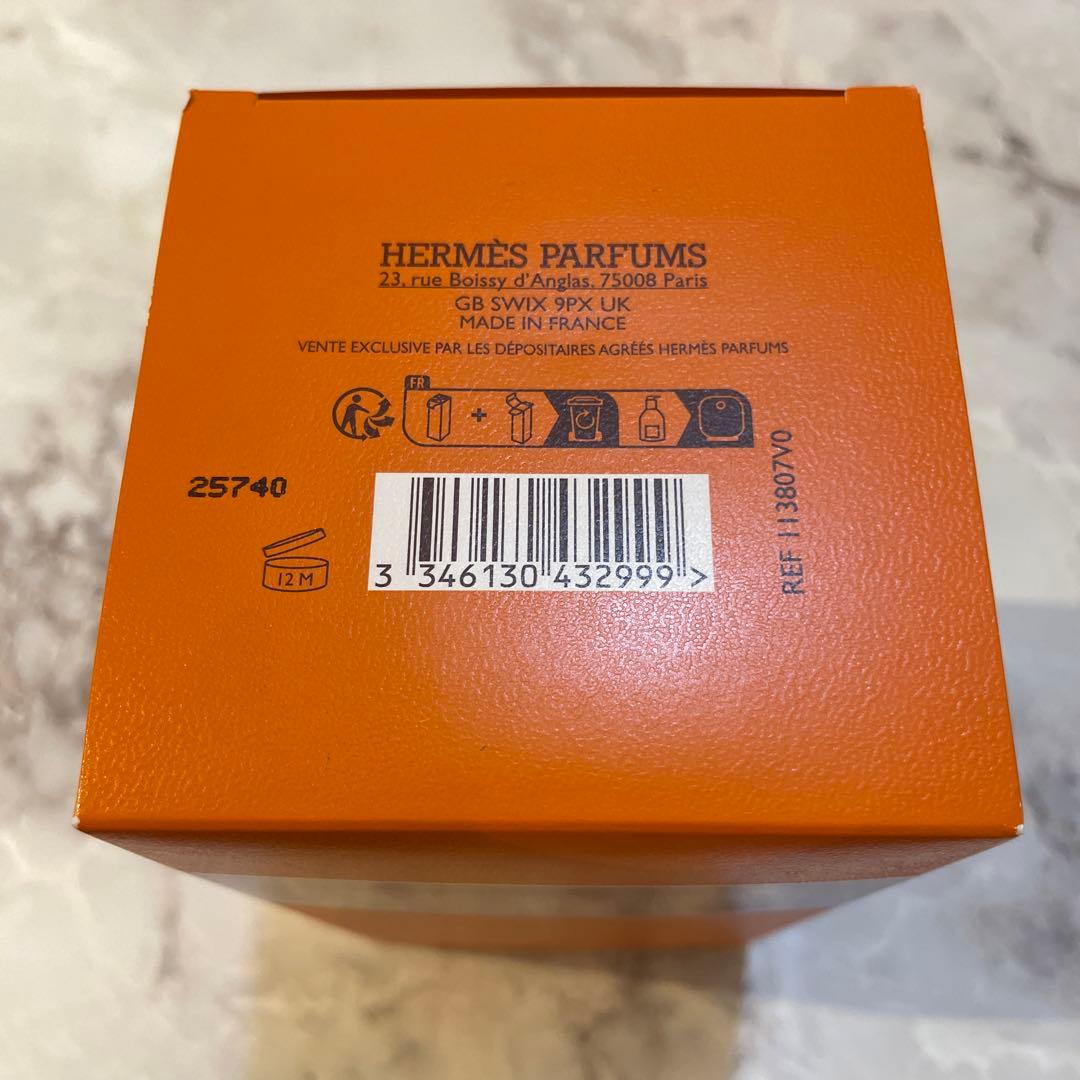 HERMÈS PARFUMS
23, rue Boissy d'Anglas. 75008 Paris
GB SWIX 9PX UK
MADE IN FRANCE
VENTE EXCLUSIVE PAR LES DÉPOSITAIRES AGRÉÉS HERMÈS PARFUMS
FR
+
25740
12 M
3 346130 432999 >
REF 113807V0